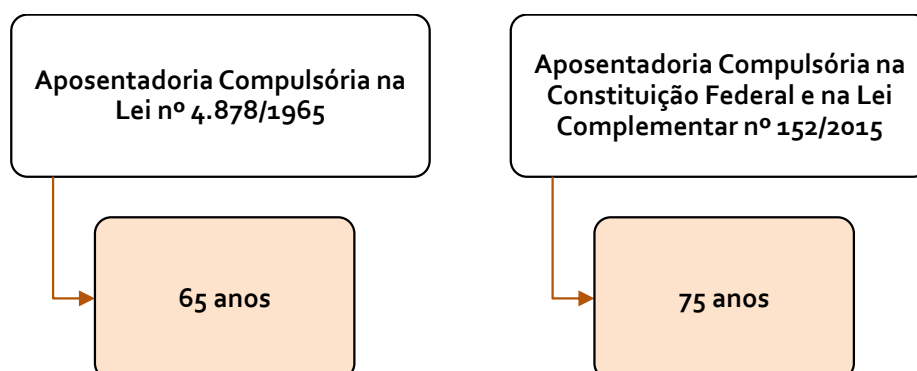 Aposentadoria Compulsória na
Lei nº 4.878/1965
65 anos
Aposentadoria Compulsória na
Constituição Federal e na Lei
Complementar nº 152/2015
75 anos